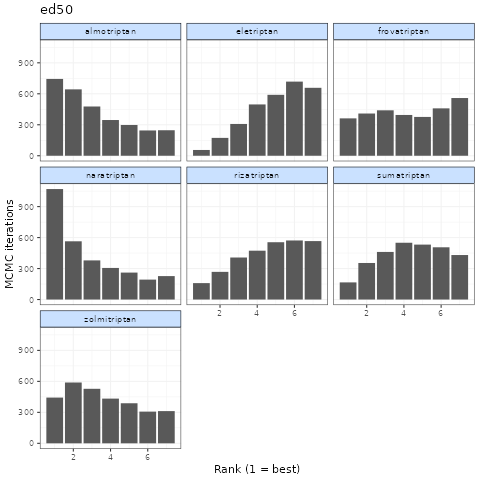 ed50
almotriptan eletriptan frovatriptan
900
600
300
0
naratriptan rizatriptan sumatriptan
900
600
300
0
2 4 6 2 4 6
zolmitriptan
900
600
300
0
2 4 6
MCMC iterations
Rank (1 = best)